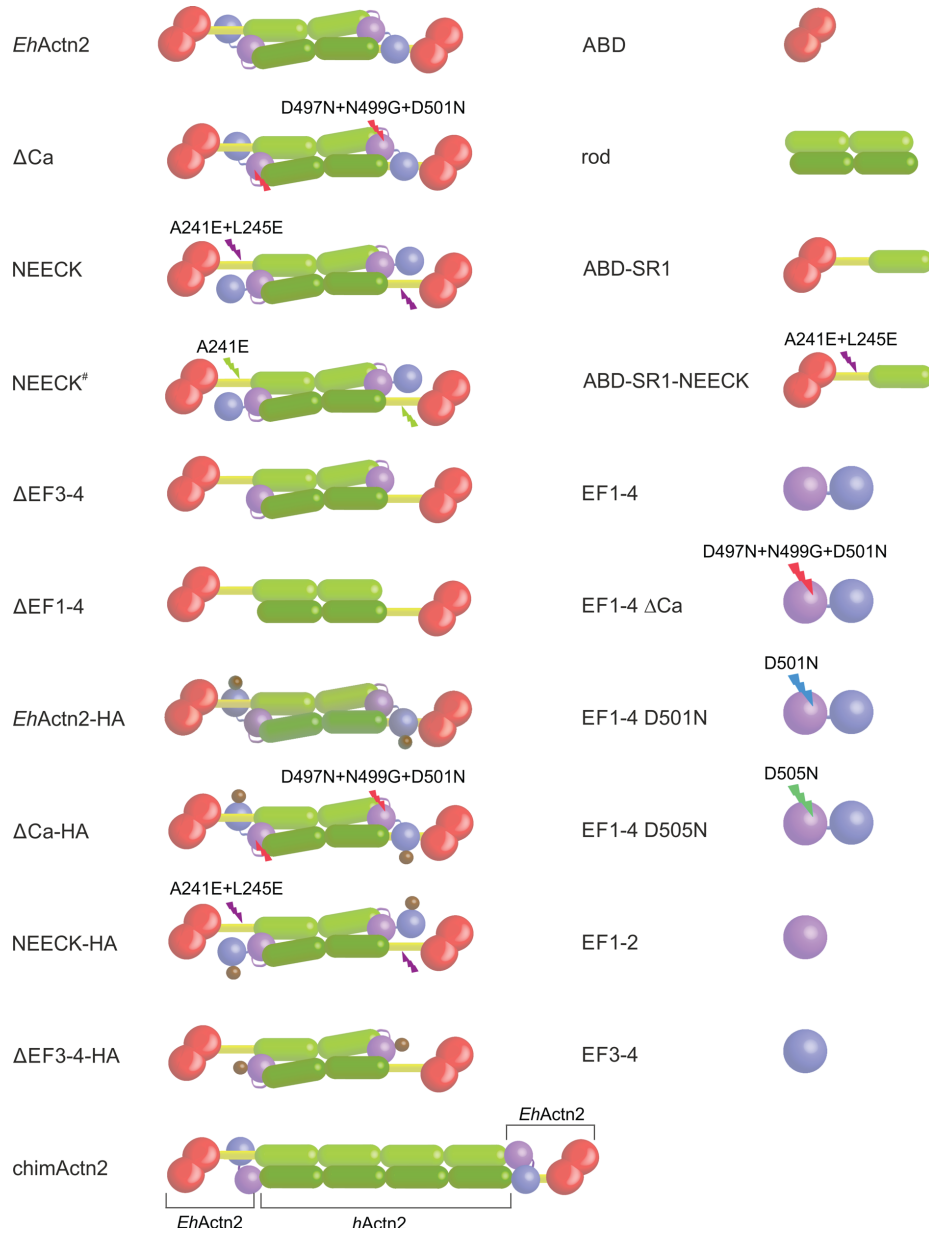 EhActn2
ABD
D497N+N499G+D501N
ΔCa
rod
A241E+L245E
NEECK
ABD-SR1
A241E
A241E+L245E
NEECK#
ABD-SR1-NEECK
ΔEF3-4
EF1-4
D497N+N499G+D501N
ΔEF1-4
EF1-4 ΔCa
D501N
EhActn2-HA
EF1-4 D501N
D497N+N499G+D501N
D505N
ΔCa-HA
EF1-4 D505N
A241E+L245E
NEECK-HA
EF1-2
ΔEF3-4-HA
EF3-4
EhActn2
chimActn2
EhActn2
hActn2